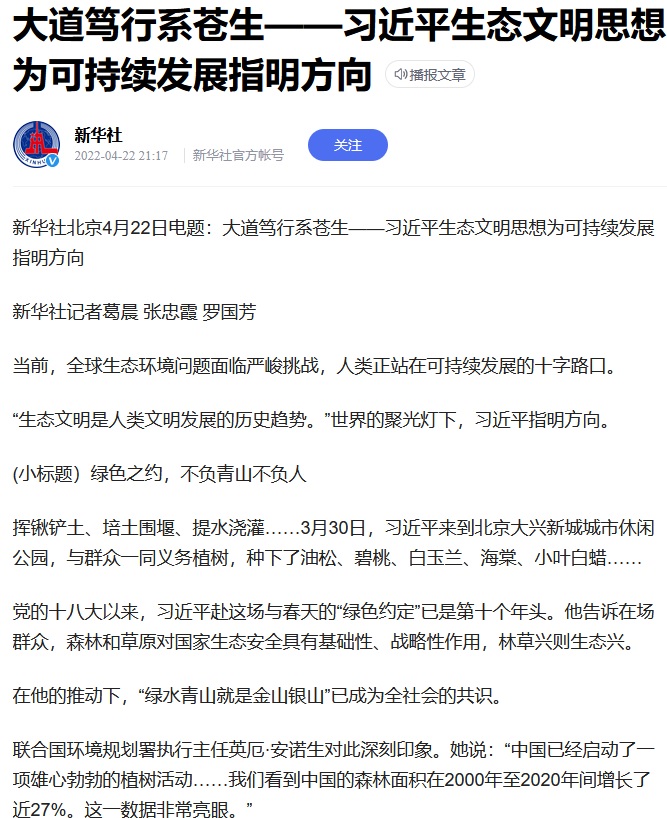 大道笃行系苍生——习近平生态文明思想
为可持续发展指明方向
播报文章
新华社
2022-04-22 21:17
新华社官方帐号
关注
新华社北京4月22日电题：大道笃行系苍生——习近平生态文明思想为可持续发展
指明方向
新华社记者葛晨 张忠霞 罗国芳
当前，全球生态环境问题面临严峻挑战，人类正站在可持续发展的十字路口。
“生态文明是人类文明发展的历史趋势。”世界的聚光灯下，习近平指明方向。
(小标题）绿色之约，不负青山不负人
挥锹铲土、培土围堰、提水浇灌……3月30日，习近平来到北京大兴新城城市休闲
公园，与群众一同义务植树，种下了油松、碧桃、白玉兰、海棠、小叶白蜡……
党的十八大以来，习近平赴这场与春天的“绿色约定”已是第十个年头。他告诉在场
群众，森林和草原对国家生态安全具有基础性、战略性作用，林草兴则生态兴。
在他的推动下，“绿水青山就是金山银山”已成为全社会的共识。
联合国环境规划署执行主任英厄·安诺生对此深刻印象。她说：“中国已经启动了一
项雄心勃勃的植树活动……我们看到中国的森林面积在2000年至2020年间增长了
近27%。这一数据非常亮眼。”